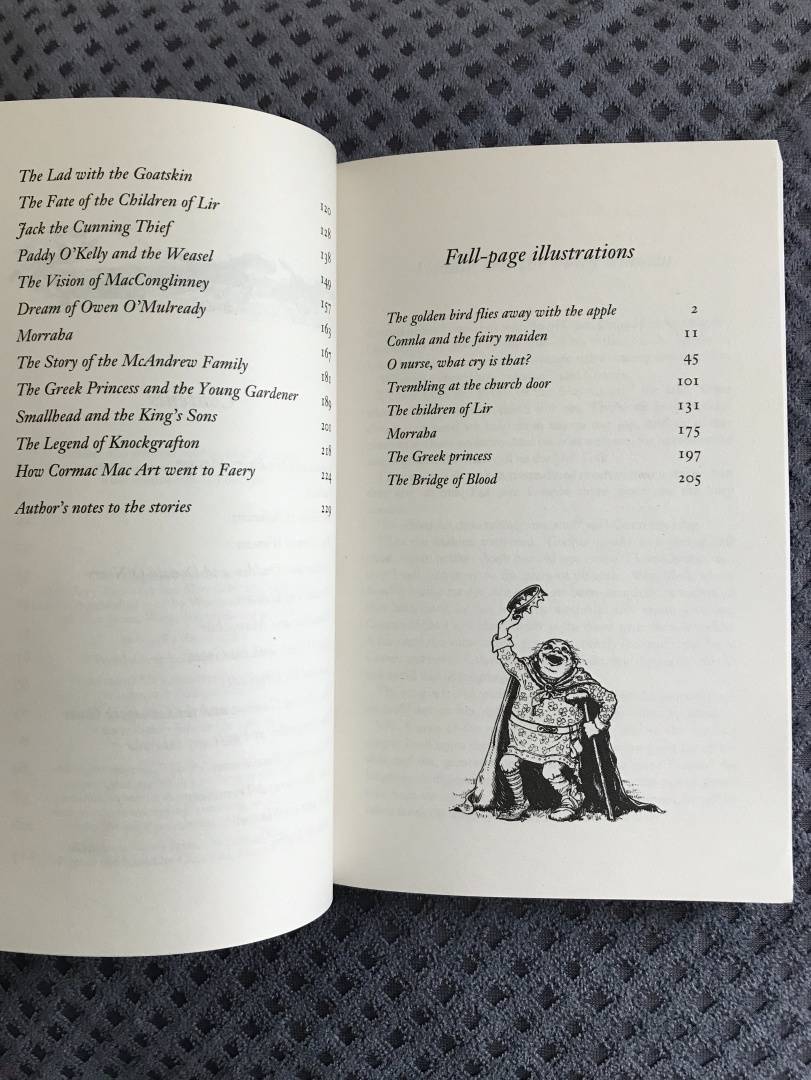 The Lad with the Goatskin 120
The Fate of the Children of Lir 128
Jack the Cunning Thief 138
Paddy O'Kelly and the Weasel 149
The Vision of MacConglinney 157
Dream of Owen O'Mulready 163
Morraha 167
The Story of the McAndrew Family 181
The Greek Princess and the Young Gardener 189
Smallhead and the King's Sons 201
The Legend of Knockgrafton 218
How Cormac Mac Art went to Faery 224
Author's notes to the stories 229
Full-page illustrations
The golden bird flies away with the apple 2
Connla and the fairy maiden 11
O nurse, what cry is that? 45
Trembling at the church door 101
The children of Lir 131
Morraha 175
The Greek princess 197
The Bridge of Blood 205